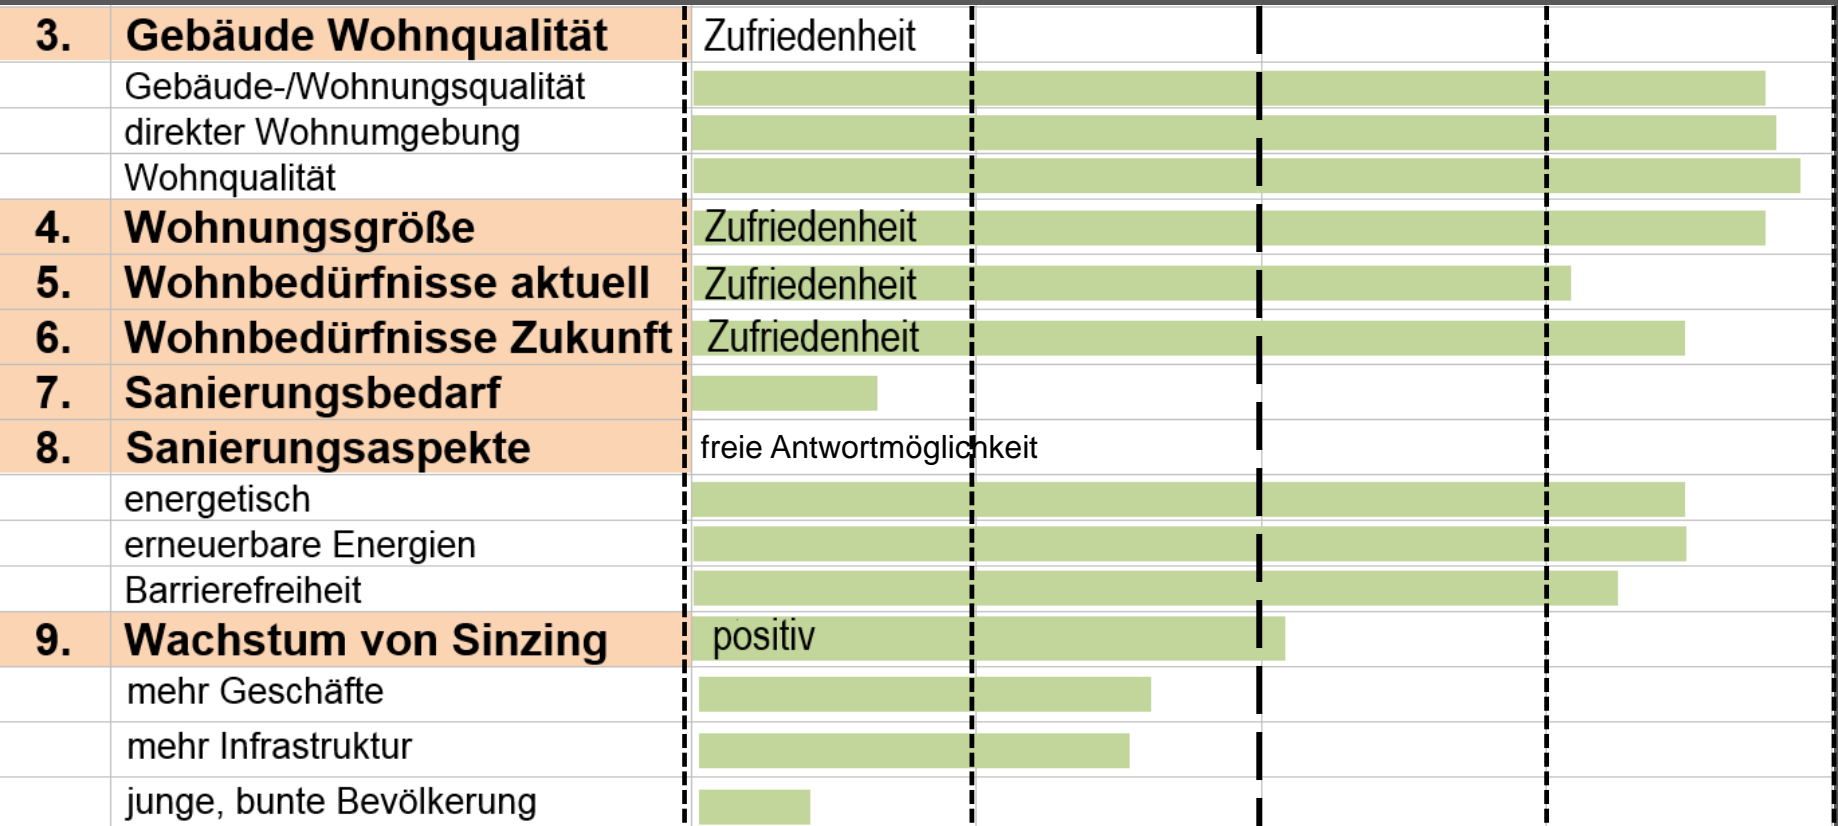 3. Gebäude Wohnqualität Zufriedenheit
Gebäude-/Wohnungsqualität
direkter Wohnumgebung
Wohnqualität
4. Wohnungsgröße Zufriedenheit
5. Wohnbedürfnisse aktuell Zufriedenheit
6. Wohnbedürfnisse Zukunft Zufriedenheit
7. Sanierungsbedarf
8. Sanierungsaspekte freie Antwortmöglichkeit
energetisch
erneuerbare Energien
Barrierefreiheit
9. Wachstum von Sinzing positiv
mehr Geschäfte
mehr Infrastruktur
junge, bunte Bevölkerung